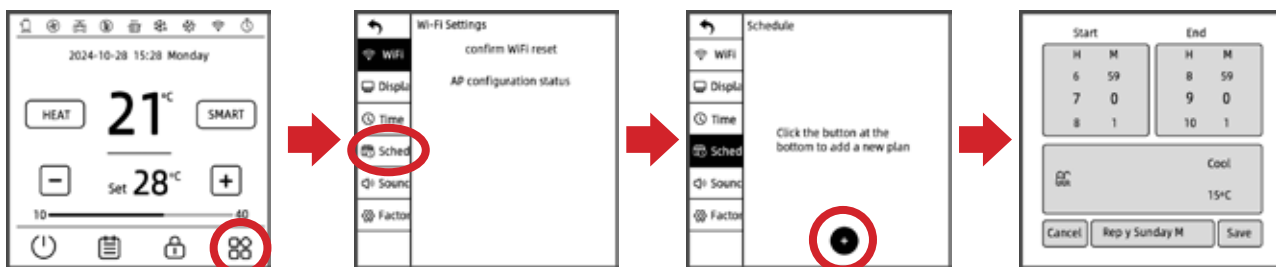 2024-10-28 15:28 Monday
HEAT
21°C
SMART
Set 28°C
10
40
Wi-Fi Settings
WiFi
confirm WiFi reset
Displa
AP configuration status
Time
Sched
Sound
Factor
Schedule
WiFi
Displa
Time
Click the button at the
bottom to add a new plan
Sched
Sound
Factor
Start End
H M H M
6 59 8 59
7 0 9 0
8 1 10 1
Cool
15°C
Cancel Rep y Sunday M Save